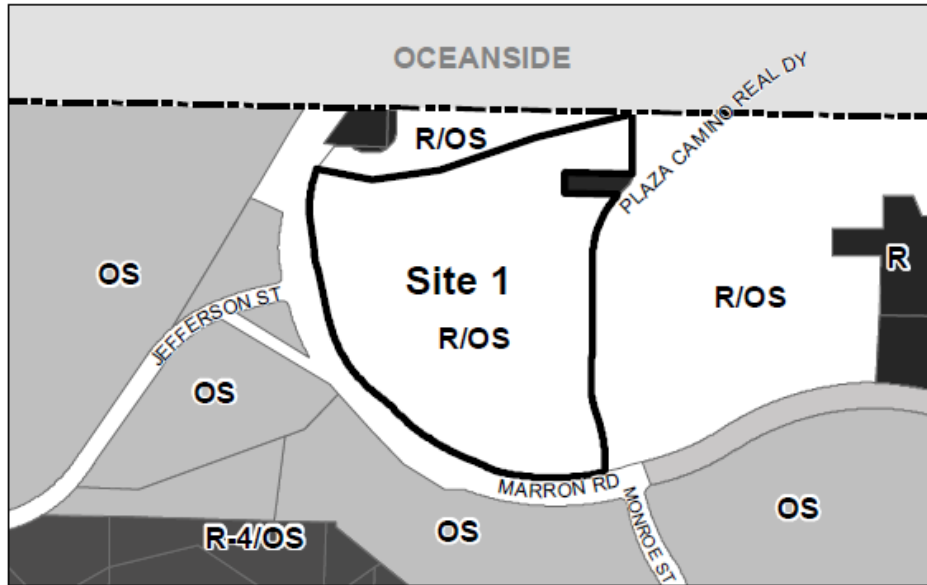 OCEANSIDE
PLAZA CAMINO REAL DY
R/OS
R
OS
Site 1
R/OS
R/OS
JEFFERSON ST
OS
MARRON RD
MONROE ST
OS
R-4/OS
OS